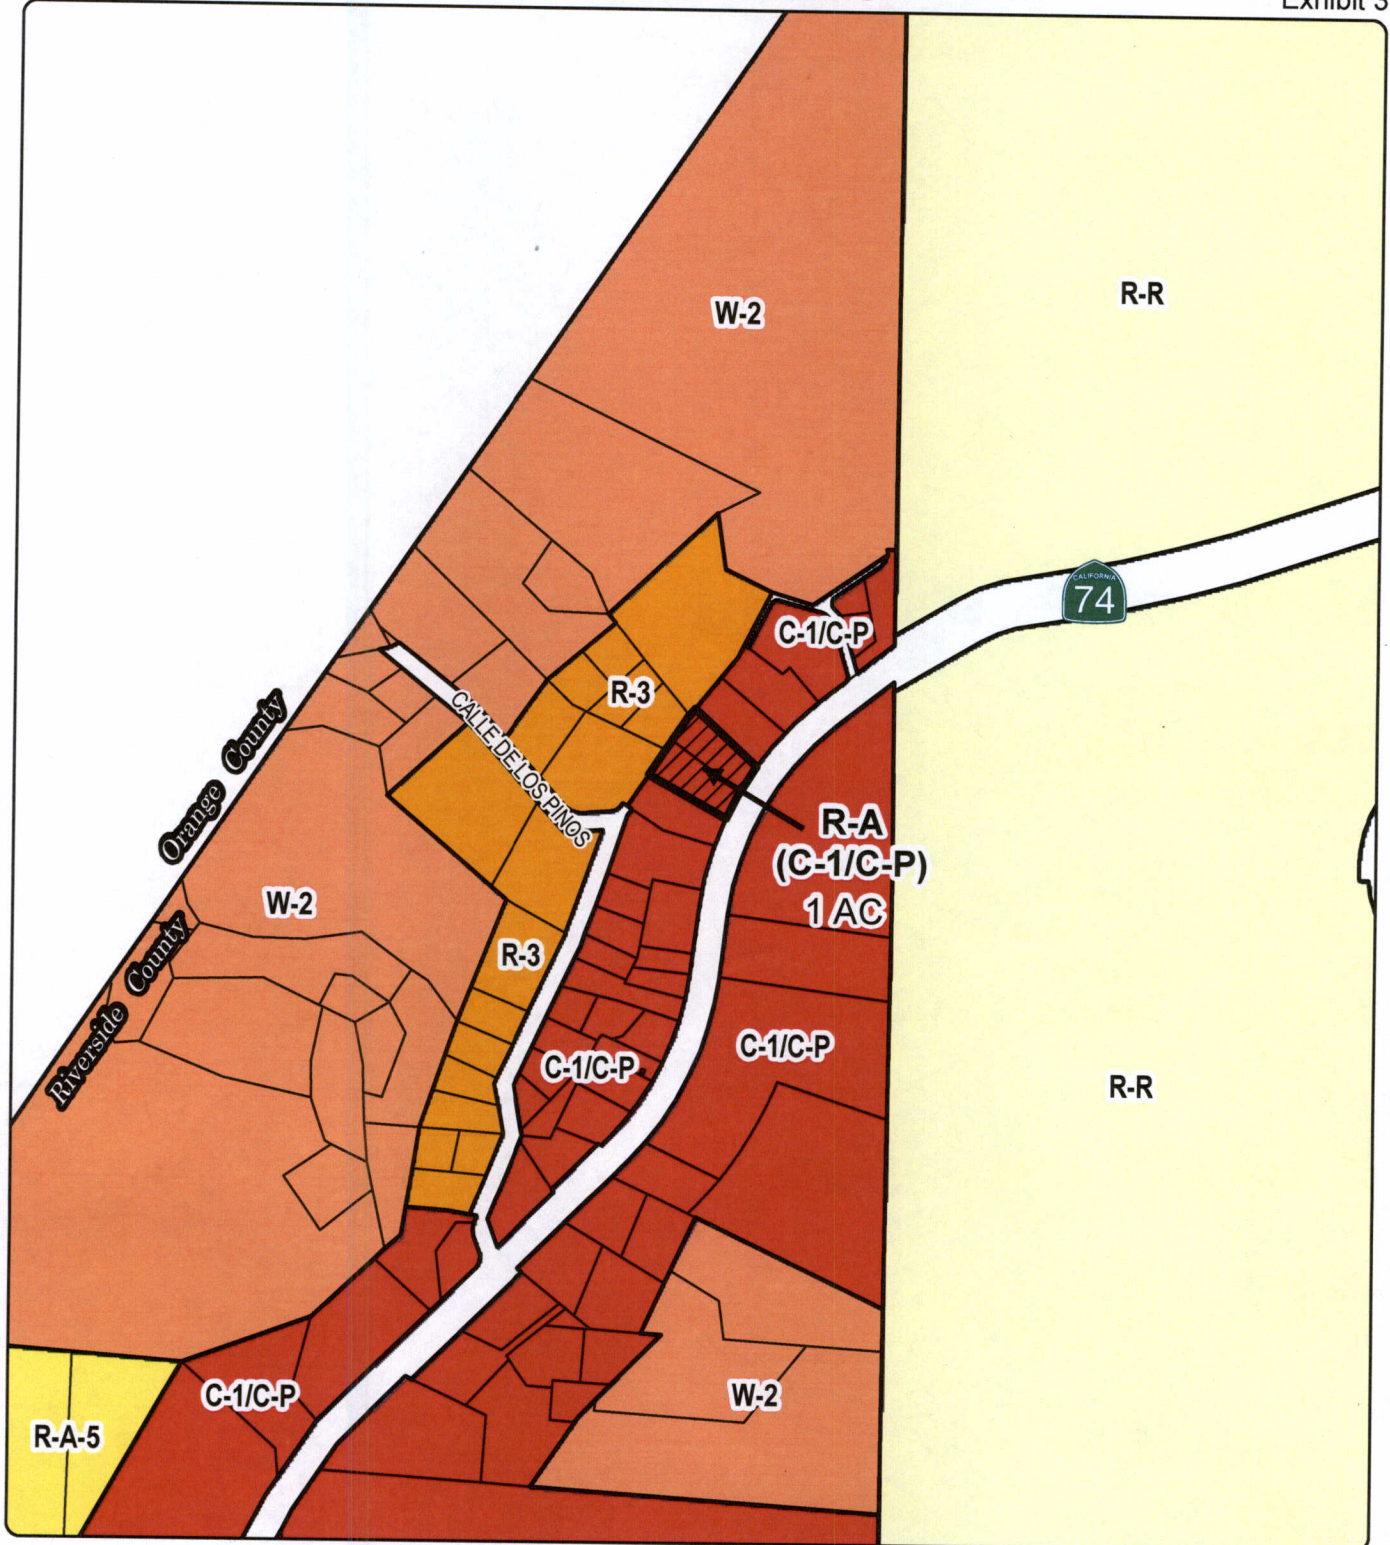 Exhibit 3
W-2
R-R
CALIFORNIA
74
C-1/C-P
R-3
CALLE DE LOS PINOS
Orange County
R-A
(C-1/C-P)
1 AC
W-2
Riverside County
R-3
C-1/C-P
C-1/C-P
R-R
C-1/C-P
W-2
R-A-5